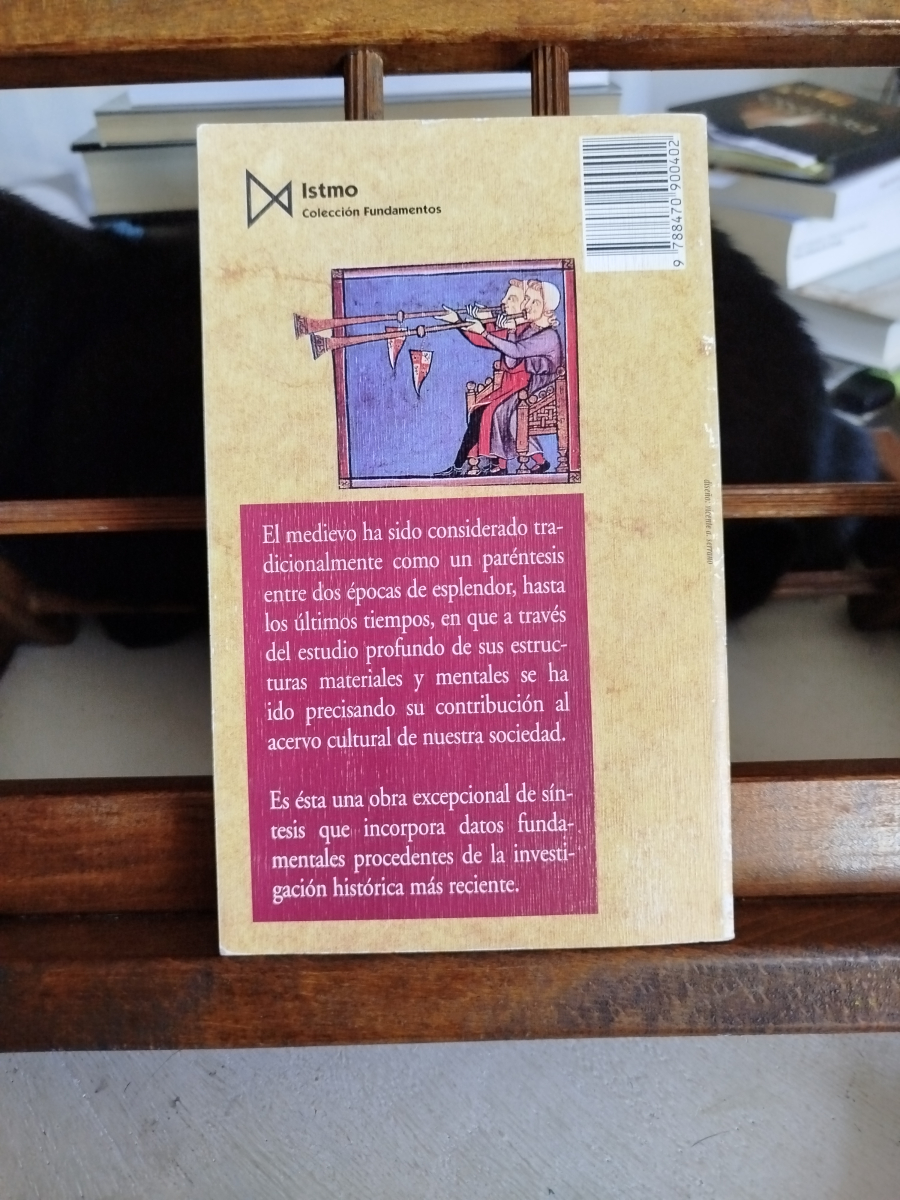 Istmo
Colección Fundamentos
9 788470 900402
El medievo ha sido considerado tra-
dicionalmente como un paréntesis
entre dos épocas de esplendor, hasta
los últimos tiempos, en que a través
del estudio profundo de sus estruc-
turas materiales y mentales se ha
ido precisando su contribución al
acervo cultural de nuestra sociedad.
Es ésta una obra excepcional de sín-
tesis que incorpora datos funda-
mentales procedentes de la investi-
gación histórica más reciente.
diseño: vicente a. serrano